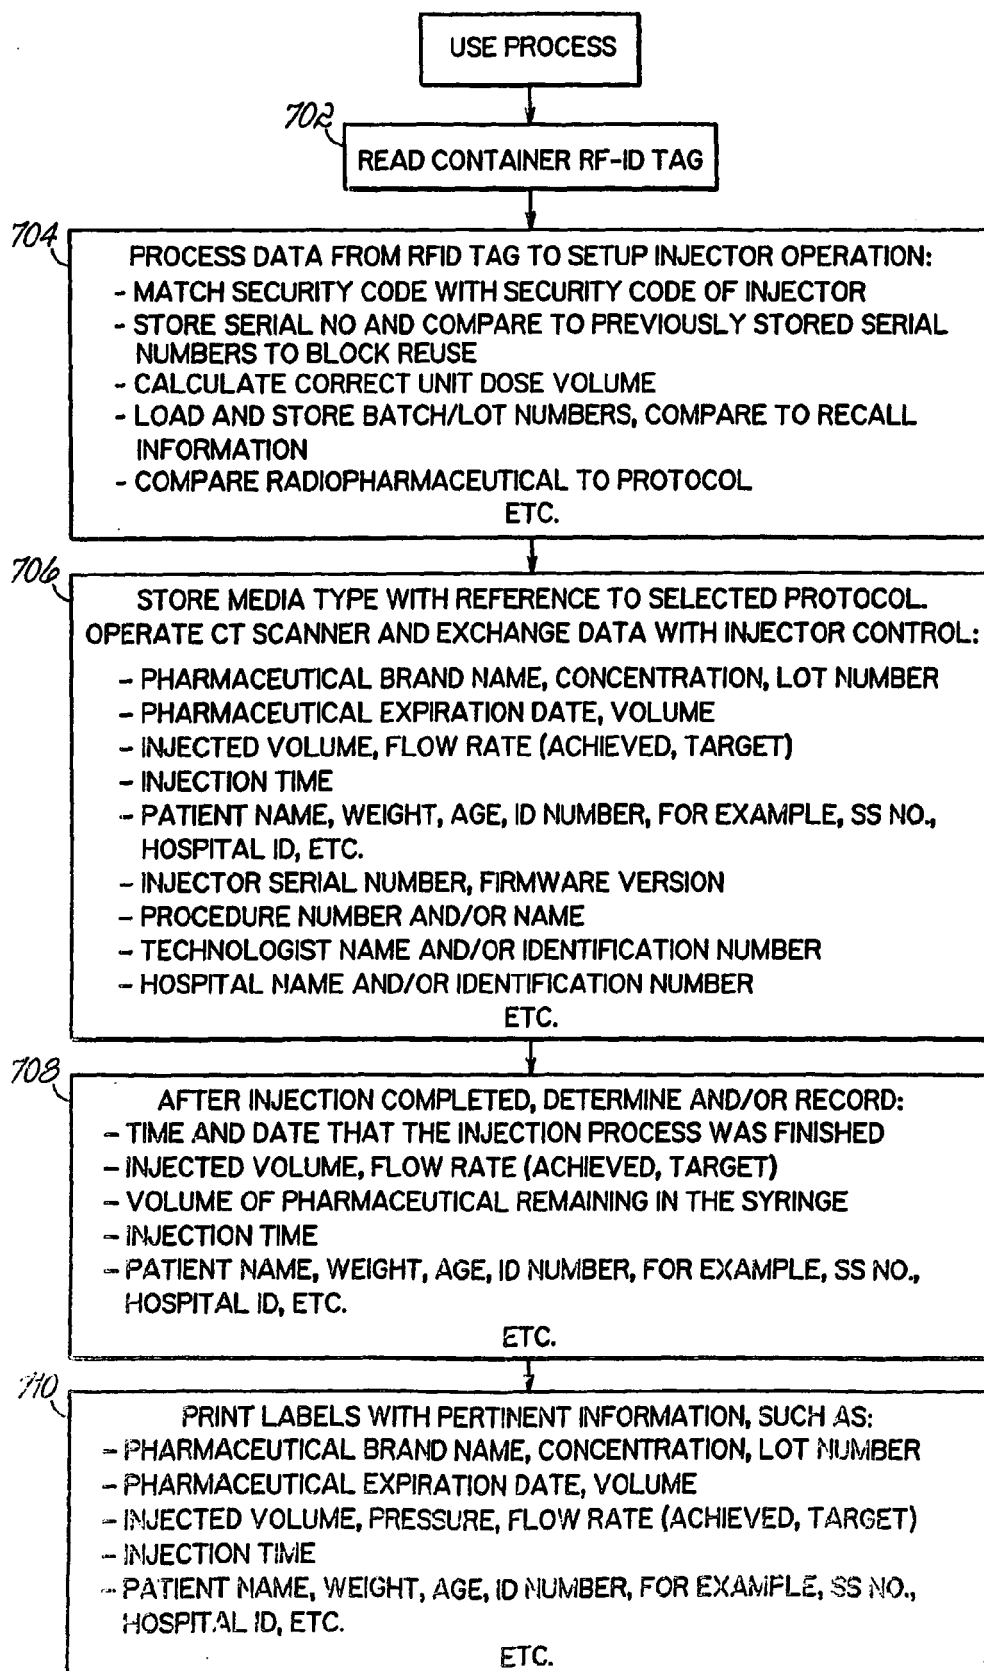 USE PROCESS
702
READ CONTAINER RF-ID TAG
704
PROCESS DATA FROM RFID TAG TO SETUP INJECTOR OPERATION:
- MATCH SECURITY CODE WITH SECURITY CODE OF INJECTOR
- STORE SERIAL NO AND COMPARE TO PREVIOUSLY STORED SERIAL
NUMBERS TO BLOCK REUSE
- CALCULATE CORRECT UNIT DOSE VOLUME
- LOAD AND STORE BATCH/LOT NUMBERS, COMPARE TO RECALL
INFORMATION
- COMPARE RADIOPHARMACEUTICAL TO PROTOCOL
ETC.
706
STORE MEDIA TYPE WITH REFERENCE TO SELECTED PROTOCOL.
OPERATE CT SCANNER AND EXCHANGE DATA WITH INJECTOR CONTROL:
- PHARMACEUTICAL BRAND NAME, CONCENTRATION, LOT NUMBER
- PHARMACEUTICAL EXPIRATION DATE, VOLUME
- INJECTED VOLUME, FLOW RATE (ACHIEVED, TARGET)
- INJECTION TIME
- PATIENT NAME, WEIGHT, AGE, ID NUMBER, FOR EXAMPLE, SS NO.,
HOSPITAL ID, ETC.
- INJECTOR SERIAL NUMBER, FIRMWARE VERSION
- PROCEDURE NUMBER AND/OR NAME
- TECHNOLOGIST NAME AND/OR IDENTIFICATION NUMBER
- HOSPITAL NAME AND/OR IDENTIFICATION NUMBER
ETC.
708
AFTER INJECTION COMPLETED, DETERMINE AND/OR RECORD:
- TIME AND DATE THAT THE INJECTION PROCESS WAS FINISHED
- INJECTED VOLUME, FLOW RATE (ACHIEVED, TARGET)
- VOLUME OF PHARMACEUTICAL REMAINING IN THE SYRINGE
- INJECTION TIME
- PATIENT NAME, WEIGHT, AGE, ID NUMBER, FOR EXAMPLE, SS NO.,
HOSPITAL ID, ETC.
ETC.
710
PRINT LABELS WITH PERTINENT INFORMATION, SUCH AS:
- PHARMACEUTICAL BRAND NAME, CONCENTRATION, LOT NUMBER
- PHARMACEUTICAL EXPIRATION DATE, VOLUME
- INJECTED VOLUME, PRESSURE, FLOW RATE (ACHIEVED, TARGET)
- INJECTION TIME
- PATIENT NAME, WEIGHT, AGE, ID NUMBER, FOR EXAMPLE, SS NO.,
HOSPITAL ID, ETC.
ETC.